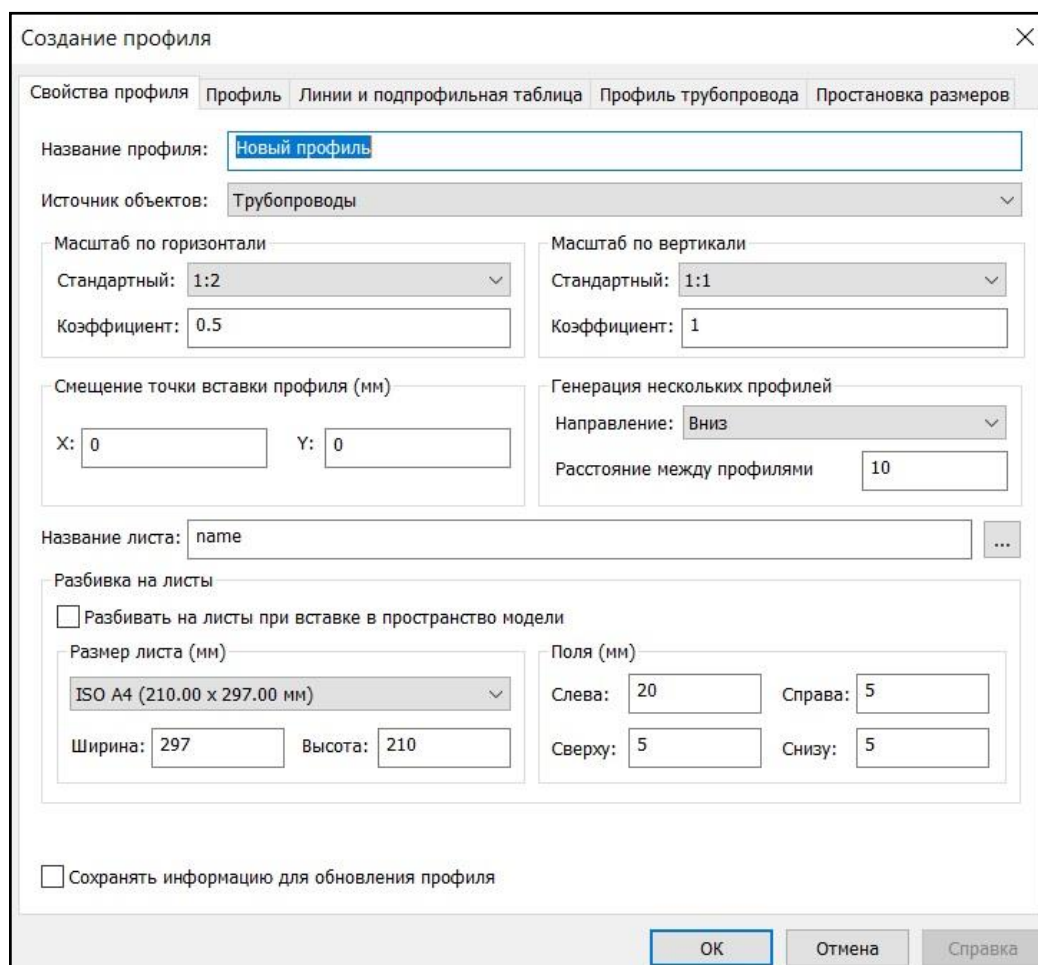 Создание профиля
Свойства профиля Профиль Линии и подпрофильная таблица Профиль трубопровода Простановка размеров
Название профиля: Новый профиль
Источник объектов: Трубопроводы
Масштаб по горизонтали Масштаб по вертикали
Стандартный: 1:2 Стандартный: 1:1
Коэффициент: 0.5 Коэффициент: 1
Смещение точки вставки профиля (мм) Генерация нескольких профилей
Направление: Вниз
X: 0 Y: 0
Расстояние между профилями 10
Название листа: name ...
Разбивка на листы
Разбивать на листы при вставке в пространство модели
Размер листа (мм) Поля (мм)
ISO A4 (210.00 x 297.00 мм) Слева: 20 Справа: 5
Ширина: 297 Высота: 210 Сверху: 5 Снизу: 5
Сохранять информацию для обновления профиля
ОК Отмена Справка